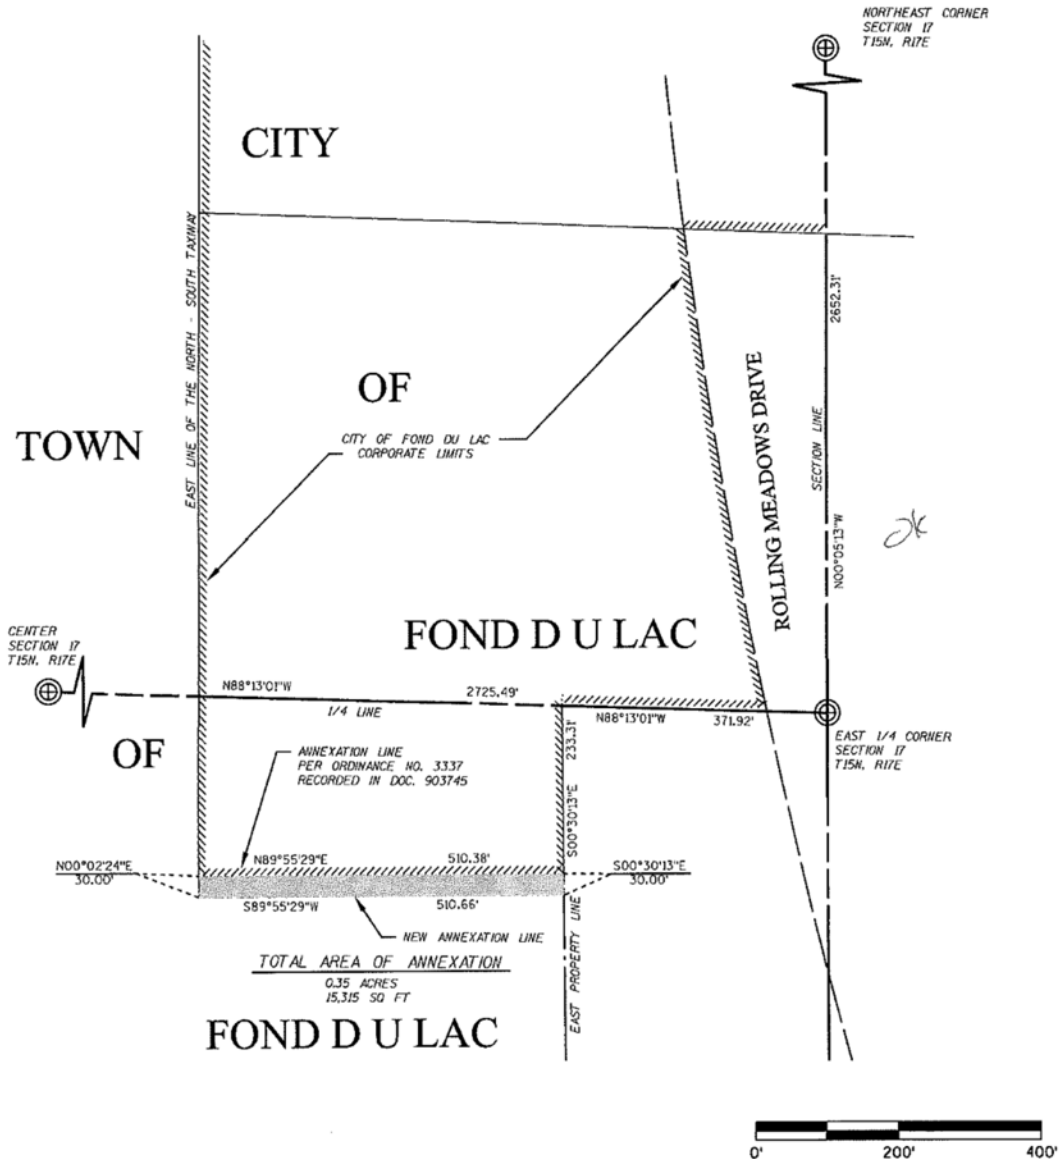 NORTHEAST CORNER
SECTION 17
T15N, R17E
CITY
EAST LINE OF THE NORTH - SOUTH TAXIWAY
2652.31'
OF
ROLLING MEADOWS DRIVE
TOWN
CITY OF FOND DU LAC
CORPORATE LIMITS
SECTION LINE
N00°05'13"W
ok
CENTER
SECTION 17
T15N, R17E
FOND D U LAC
N88°13'01"W
2725.49'
1/4 LINE
N88°13'01"W
371.92'
EAST 1/4 CORNER
SECTION 17
T15N, R17E
OF
233.31'
S00°30'13"E
ANNEXATION LINE
PER ORDINANCE NO. 3337
RECORDED IN DOC. 903745
N00°02'24"E
30.00'
N89°55'29"E
510.38'
S00°30'13"E
30.00'
S89°55'29"W
510.66'
NEW ANNEXATION LINE
EAST PROPERTY LINE
TOTAL AREA OF ANNEXATION
0.35 ACRES
15,315 SQ FT
FOND D U LAC
0'
200'
400'